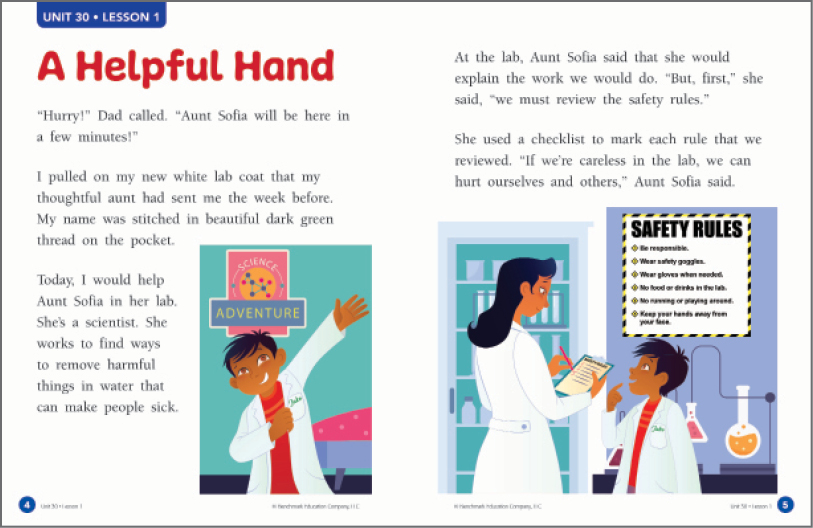 UNIT 30 • LESSON 1
A Helpful Hand
“Hurry!” Dad called. “Aunt Sofia will be here in
a few minutes!”
I pulled on my new white lab coat that my
thoughtful aunt had sent me the week before.
My name was stitched in beautiful dark green
thread on the pocket.
Today, I would help
Aunt Sofia in her lab.
She’s a scientist. She
works to find ways
to remove harmful
things in water that
can make people sick.
SCIENCE
ADVENTURE
4
Unit 30 • Lesson 1
© Benchmark Education Company, LLC
At the lab, Aunt Sofia said that she would
explain the work we would do. “But, first,” she
said, “we must review the safety rules.”
She used a checklist to mark each rule that we
reviewed. “If we’re careless in the lab, we can
hurt ourselves and others,” Aunt Sofia said.
SAFETY RULES
Be responsible.
Wear safety goggles.
Wear gloves when needed.
No food or drinks in the lab.
No running or playing around.
Keep your hands away from
your face.
© Benchmark Education Company, LLC
Unit 30 • Lesson 1
5